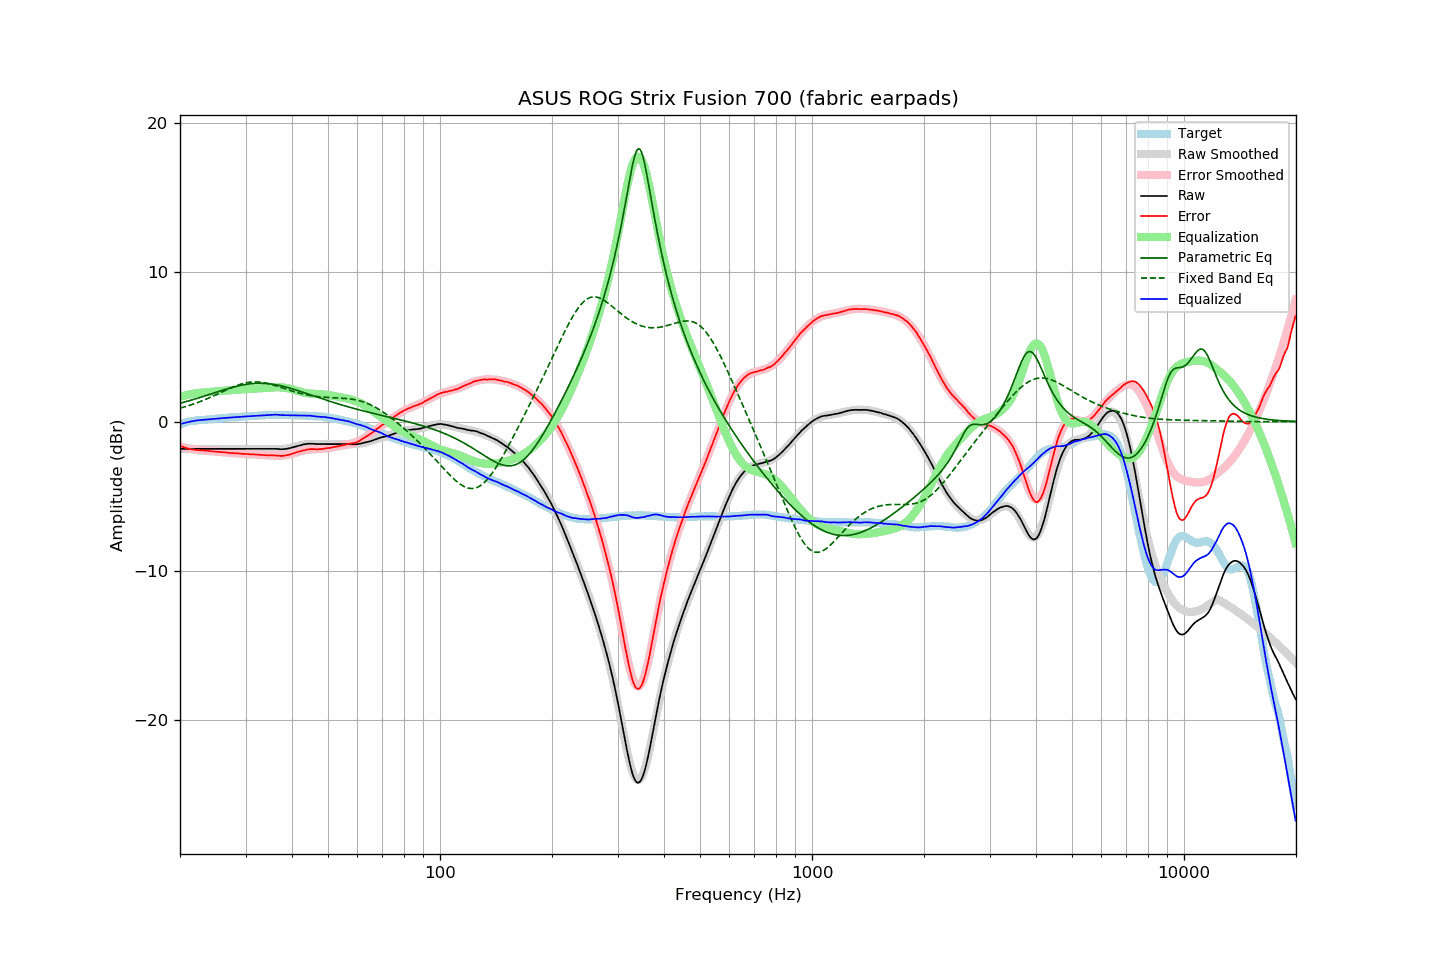 ASUS ROG Strix Fusion 700 (fabric earpads)
20
10
0
−10
−20
Amplitude (dBr)
Target
Raw Smoothed
Error Smoothed
Raw
Error
Equalization
Parametric Eq
Fixed Band Eq
Equalized
100
1000
10000
Frequency (Hz)